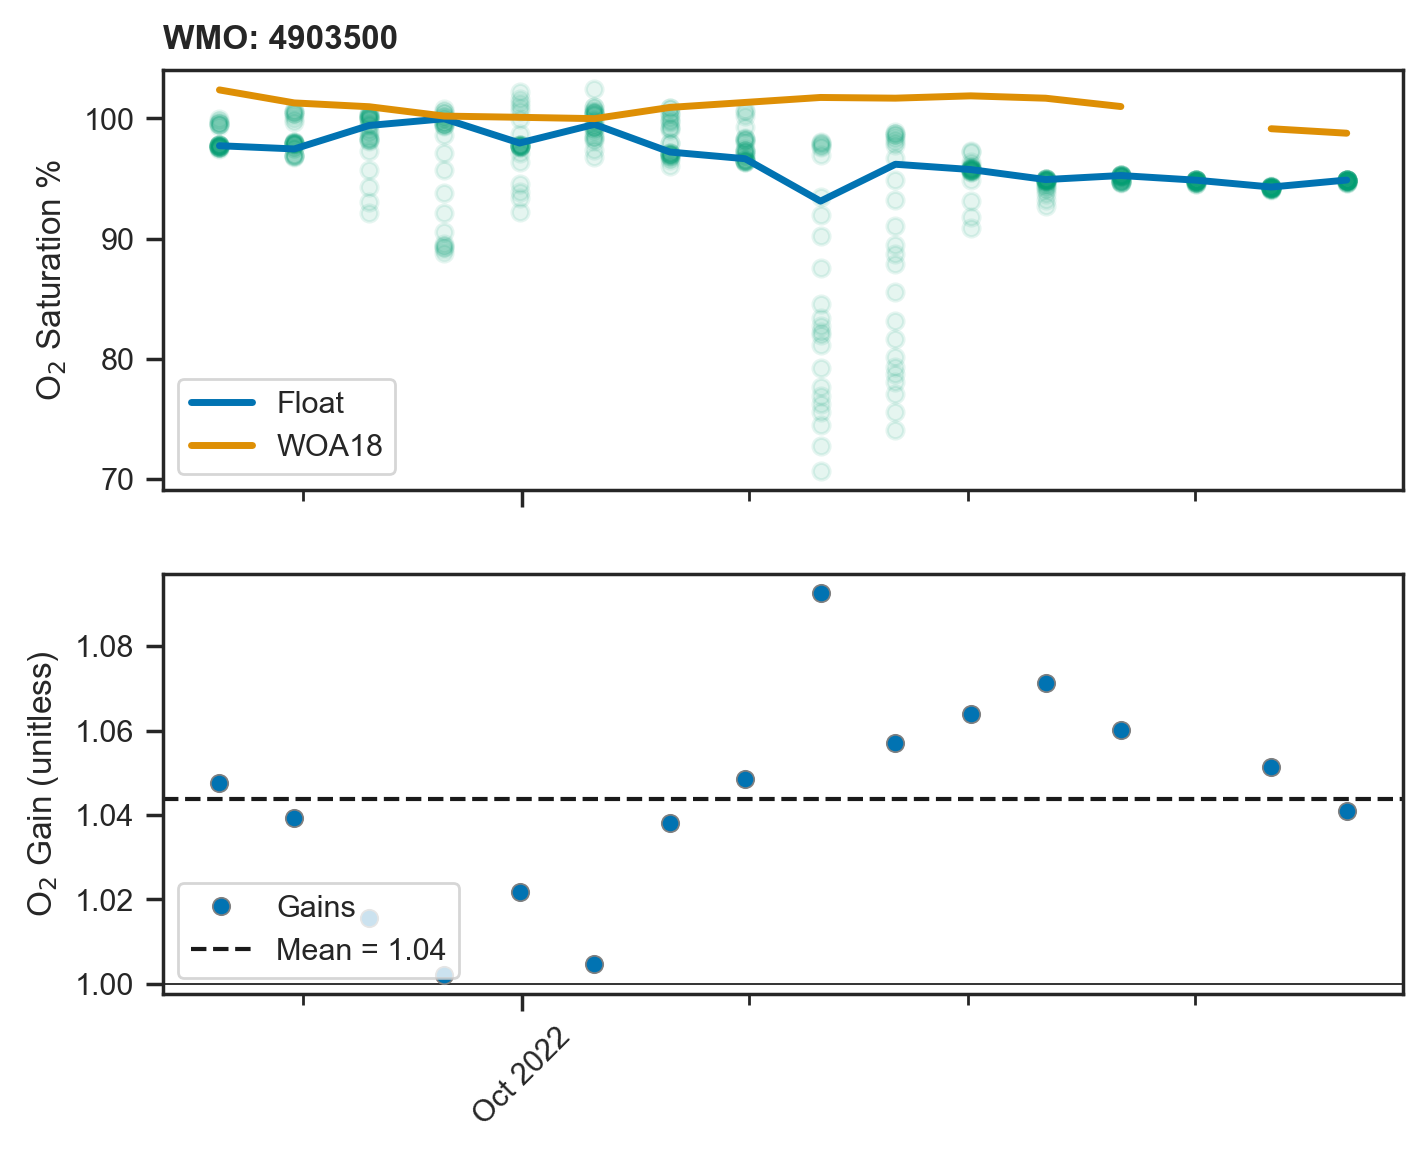 WMO: 4903500
100
90
80
70
O₂ Saturation %
Float
WOA18
1.08
1.06
1.04
1.02
1.00
O₂ Gain (unitless)
Gains
Mean = 1.04
Oct 2022